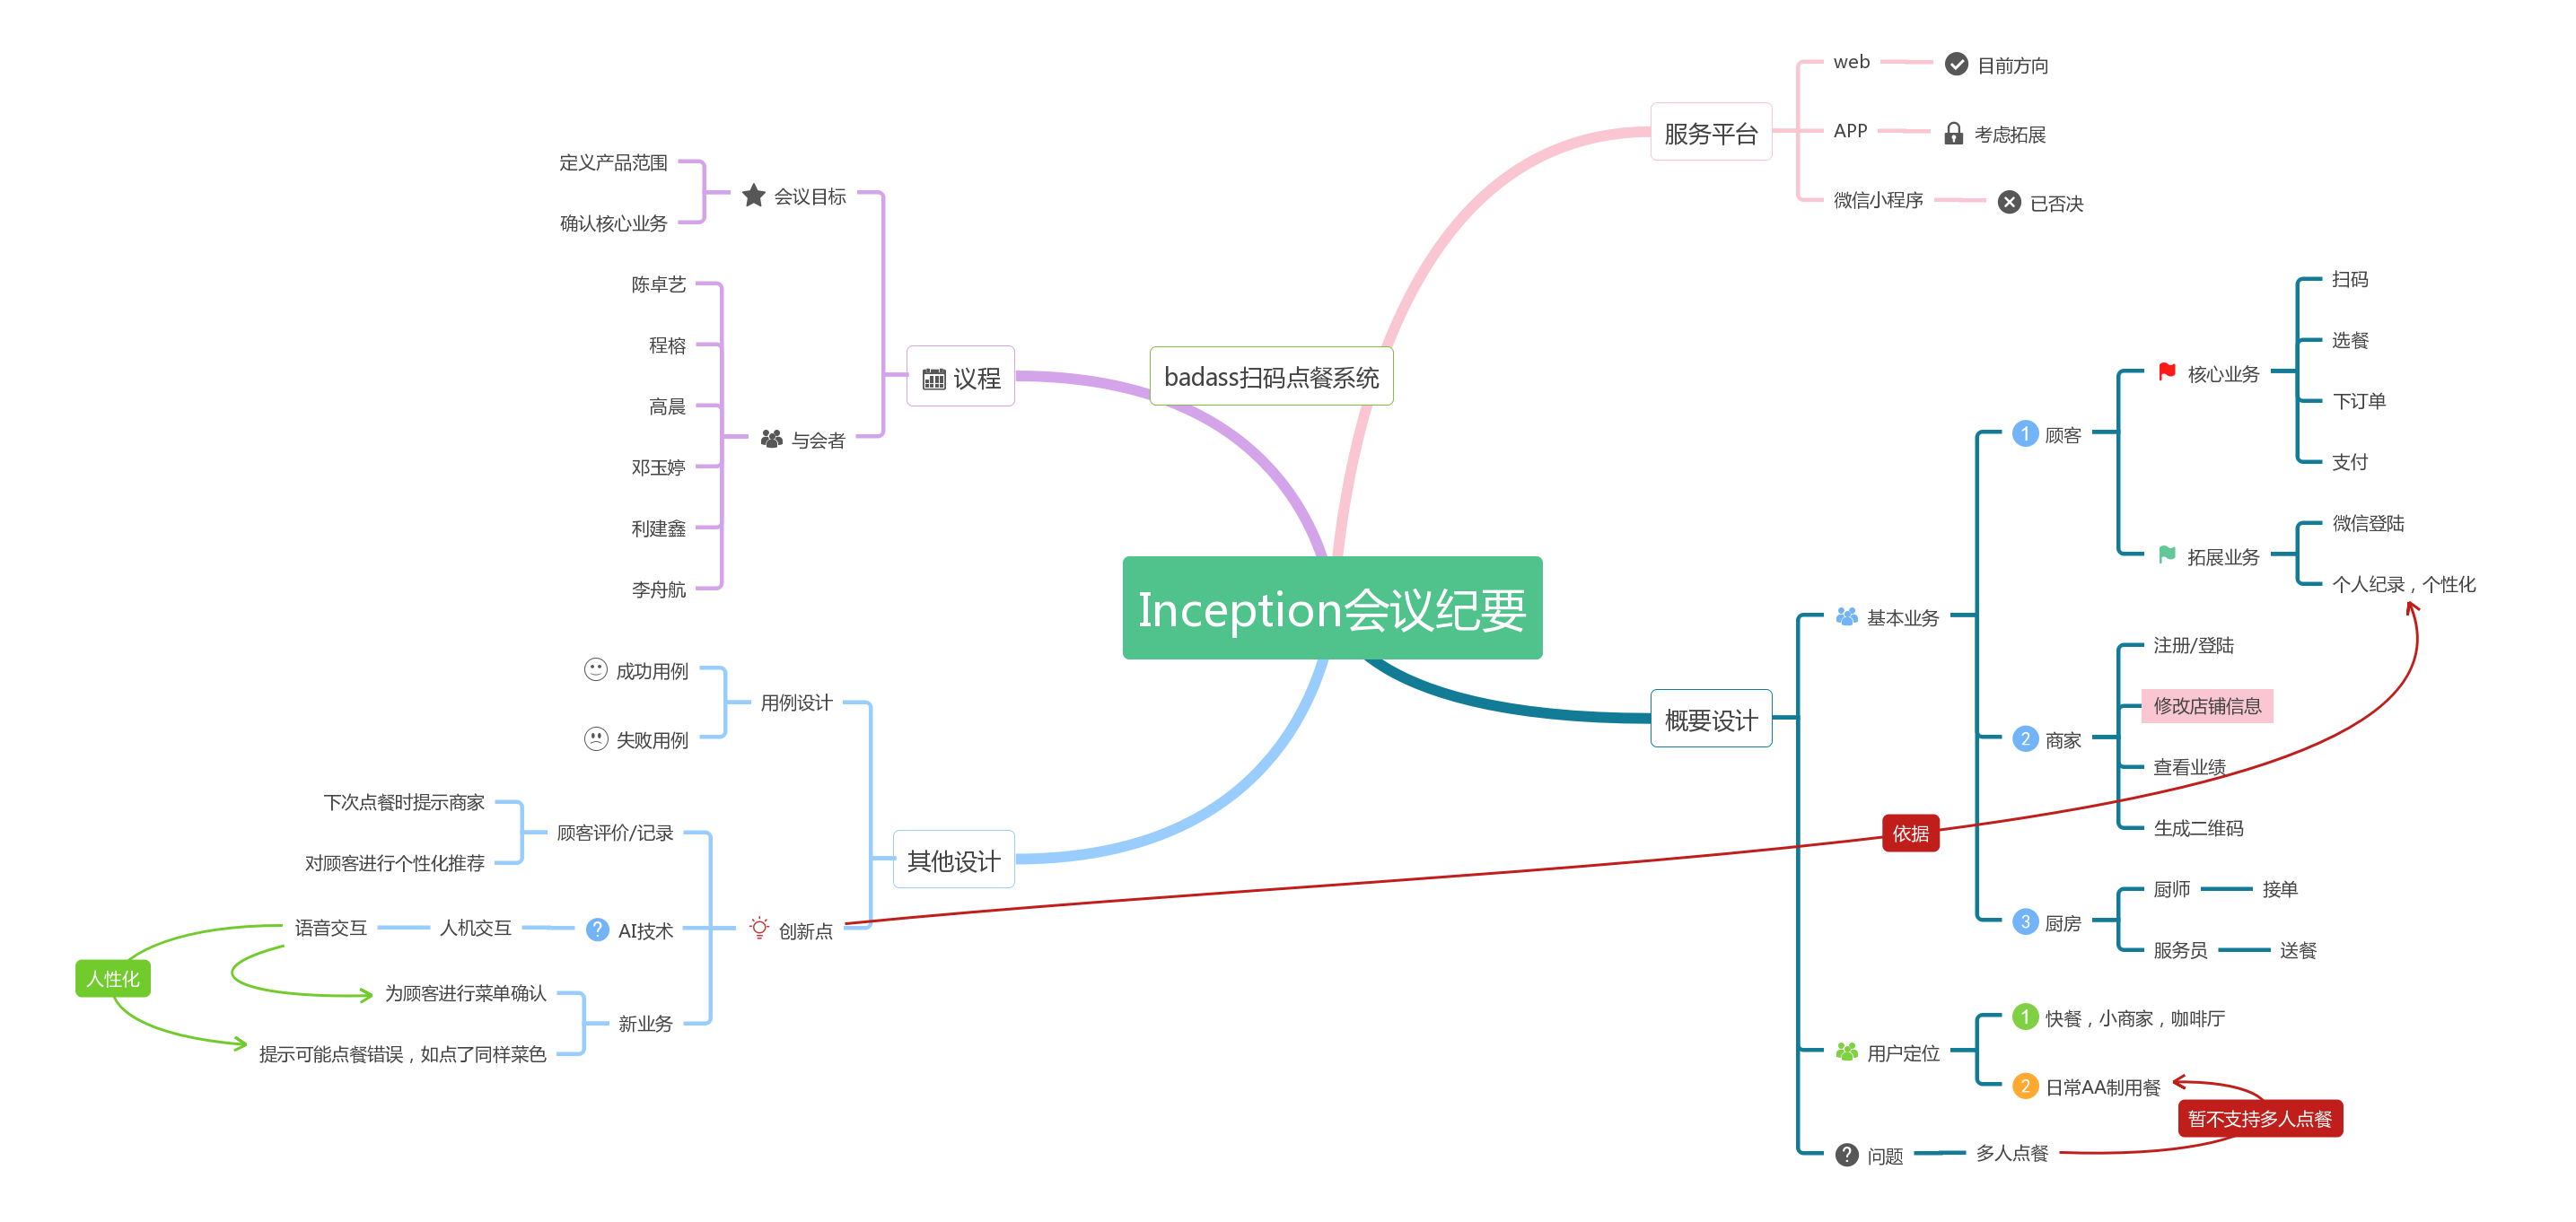 Inception会议纪要
badass扫码点餐系统
服务平台
web
目前方向
APP
考虑拓展
微信小程序
已否决
概要设计
基本业务
1
顾客
核心业务
扫码
选餐
下订单
支付
拓展业务
微信登陆
个人纪录，个性化
2
商家
注册/登陆
修改店铺信息
查看业绩
生成二维码
3
厨房
厨师
接单
服务员
送餐
用户定位
1
快餐，小商家，咖啡厅
2
日常AA制用餐
暂不支持多人点餐
问题
多人点餐
议程
会议目标
定义产品范围
确认核心业务
与会者
陈卓艺
程榕
高晨
邓玉婷
利建鑫
李舟航
其他设计
用例设计
成功用例
失败用例
创新点
依据
顾客评价/记录
下次点餐时提示商家
对顾客进行个性化推荐
AI技术
人机交互
语音交互
人性化
新业务
为顾客进行菜单确认
提示可能点餐错误，如点了同样菜色